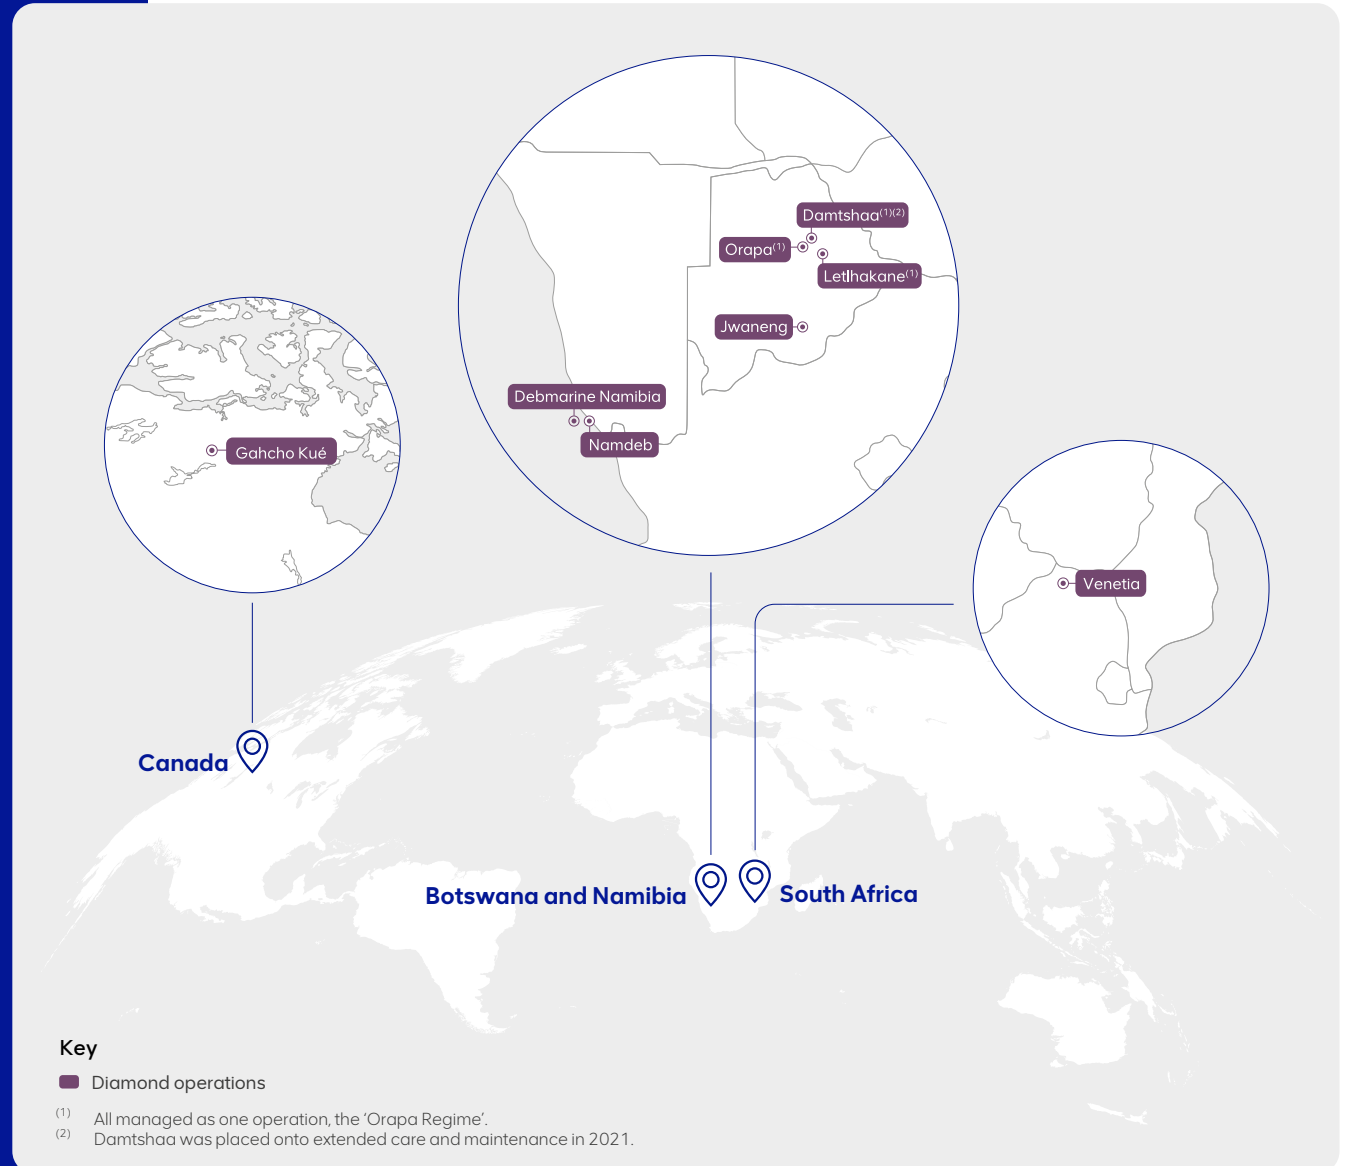 Damtshaa(1)(2)
Orapa(1)
Letlhakane(1)
Jwaneng
Debmarine Namibia
Namdeb
Gahcho Kué
Venetia
Canada
Botswana and Namibia
South Africa
Key
Diamond operations
(1) All managed as one operation, the ‘Orapa Regime’.
(2) Damtshaa was placed onto extended care and maintenance in 2021.